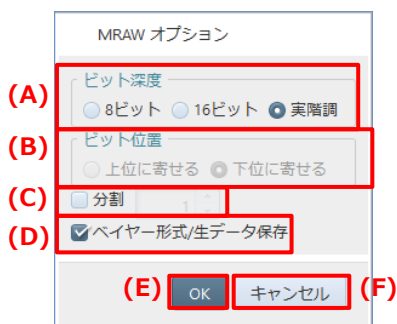 MRAW オプション
(A)
ビット深度
8ビット 16ビット 実階調
(B)
ビット位置
上位に寄せる 下位に寄せる
(C) 分割 1
(D) ベイヤー形式/生データ保存
(E) OK キャンセル (F)